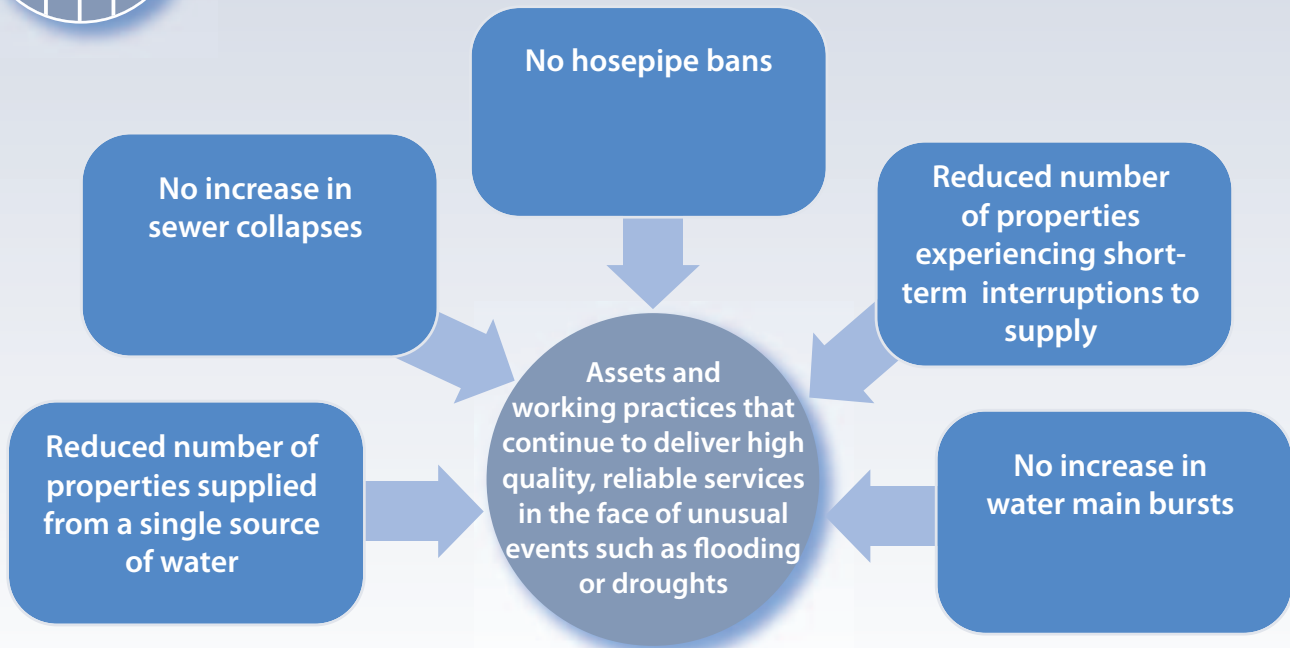 No hosepipe bans
No increase in
sewer collapses
Reduced number
of properties
experiencing short-
term interruptions to
supply
Reduced number of
properties supplied
from a single source
of water
Assets and
working practices that
continue to deliver high
quality, reliable services
in the face of unusual
events such as flooding
or droughts
No increase in
water main bursts